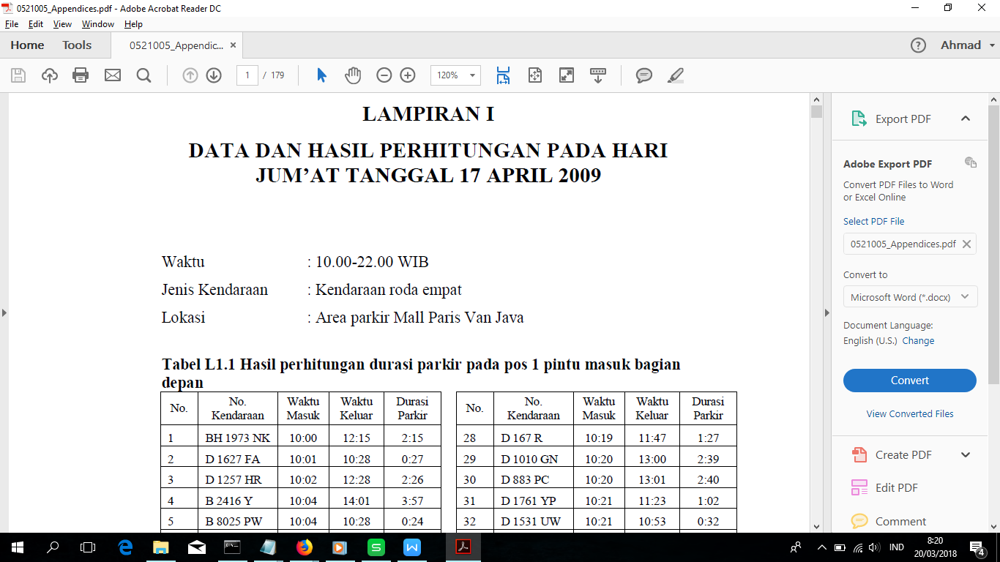 0521005_Appendices.pdf - Adobe Acrobat Reader DC
File Edit View Window Help
Home Tools 0521005_Appendic... × Ahmad
1 / 179 120%
LAMPIRAN I
DATA DAN HASIL PERHITUNGAN PADA HARI
JUM’AT TANGGAL 17 APRIL 2009
Waktu : 10.00-22.00 WIB
Jenis Kendaraan : Kendaraan roda empat
Lokasi : Area parkir Mall Paris Van Java
Tabel L1.1 Hasil perhitungan durasi parkir pada pos 1 pintu masuk bagian
depan
No. No. Kendaraan Waktu Masuk Waktu Keluar Durasi Parkir
1 BH 1973 NK 10:00 12:15 2:15
2 D 1627 FA 10:01 10:28 0:27
3 D 1257 HR 10:02 12:28 2:26
4 B 2416 Y 10:04 14:01 3:57
5 B 8025 PW 10:04 10:28 0:24
No. No. Kendaraan Waktu Masuk Waktu Keluar Durasi Parkir
28 D 167 R 10:19 11:47 1:27
29 D 1010 GN 10:20 13:00 2:39
30 D 883 PC 10:20 13:01 2:40
31 D 1761 YP 10:21 11:23 1:02
32 D 1531 UW 10:21 10:53 0:32
Export PDF
Adobe Export PDF
Convert PDF Files to Word
or Excel Online
Select PDF File
0521005_Appendices.pdf
Convert to
Microsoft Word (*.docx)
Document Language:
English (U.S.) Change
Convert
View Converted Files
Create PDF
Edit PDF
Comment
IND
8:20
20/03/2018
4